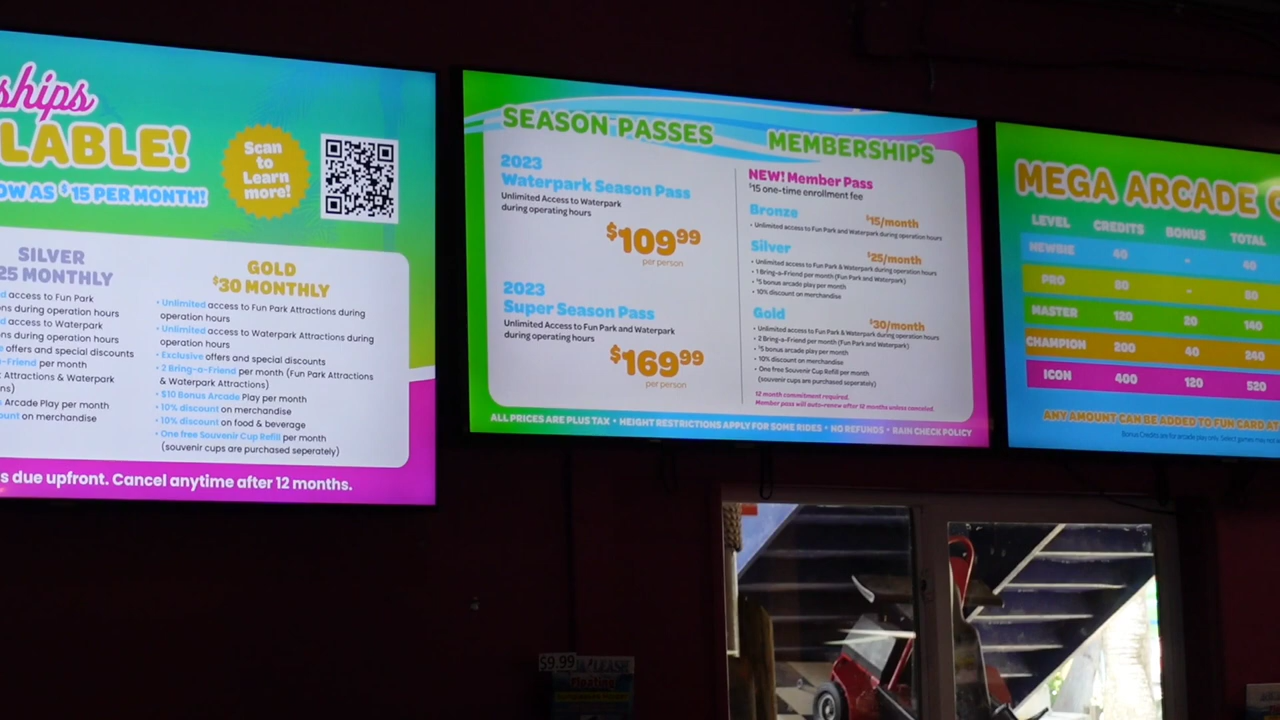 ships
LABLE!
OW AS $15 PER MONTH!
Scan
to
Learn
more!
SILVER
25 MONTHLY
access to Fun Park
ns during operation hours
access to Waterpark
ns during operation hours
offers and special discounts
-Friend per month
Attractions & Waterpark
ns)
Arcade Play per month
ount on merchandise
GOLD
$30 MONTHLY
• Unlimited access to Fun Park Attractions during
operation hours
• Unlimited access to Waterpark Attractions during
operation hours
• Exclusive offers and special discounts
• 2 Bring-a-Friend per month (Fun Park Attractions
& Waterpark Attractions)
• $10 Bonus Arcade Play per month
• 10% discount on merchandise
• 10% discount on food & beverage
• One free Souvenir Cup Refill per month
(souvenir cups are purchased seperately)
s due upfront. Cancel anytime after 12 months.
SEASON PASSES
2023
Waterpark Season Pass
Unlimited Access to Waterpark
during operating hours
$109.99
per person
2023
Super Season Pass
Unlimited Access to Fun Park and Waterpark
during operating hours
$169.99
per person
MEMBERSHIPS
NEW! Member Pass
$15 one-time enrollment fee
Bronze $15/month
• Unlimited access to Fun Park and Waterpark during operation hours
Silver $25/month
• Unlimited access to Fun Park & Waterpark during operation hours
• 1 Bring-a-Friend per month (Fun Park and Waterpark)
• $5 bonus arcade play per month
• 10% discount on merchandise
Gold $30/month
• Unlimited access to Fun Park & Waterpark during operation hours
• 2 Bring-a-Friend per month (Fun Park and Waterpark)
• $5 bonus arcade play per month
• 10% discount on merchandise
• One free Souvenir Cup Refill per month
(souvenir cups are purchased seperately)
12 month commitment required.
Member pass will auto-renew after 12 months unless canceled.
ALL PRICES ARE PLUS TAX • HEIGHT RESTRICTIONS APPLY FOR SOME RIDES • NO REFUNDS • RAIN CHECK POLICY
MEGA ARCADE
LEVEL CREDITS BONUS TOTAL
NEWBIE 40 - 40
PRO 80 - 80
MASTER 120 20 140
CHAMPION 200 40 240
ICON 400 120 520
ANY AMOUNT CAN BE ADDED TO FUN CARD AT
Bonus Credits are for arcade play only. Select games may not
$9.99
Floating